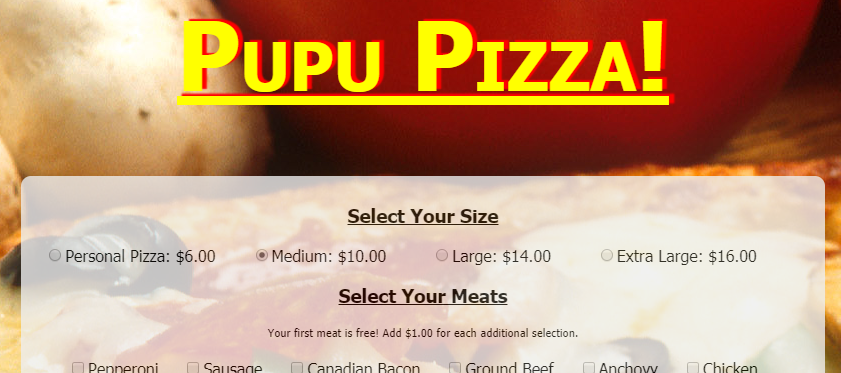 Pupu Pizza!
Select Your Size
Personal Pizza: $6.00 Medium: $10.00 Large: $14.00 Extra Large: $16.00
Select Your Meats
Your first meat is free! Add $1.00 for each additional selection.
Pepperoni Sausage Canadian Bacon Ground Beef Anchovy Chicken